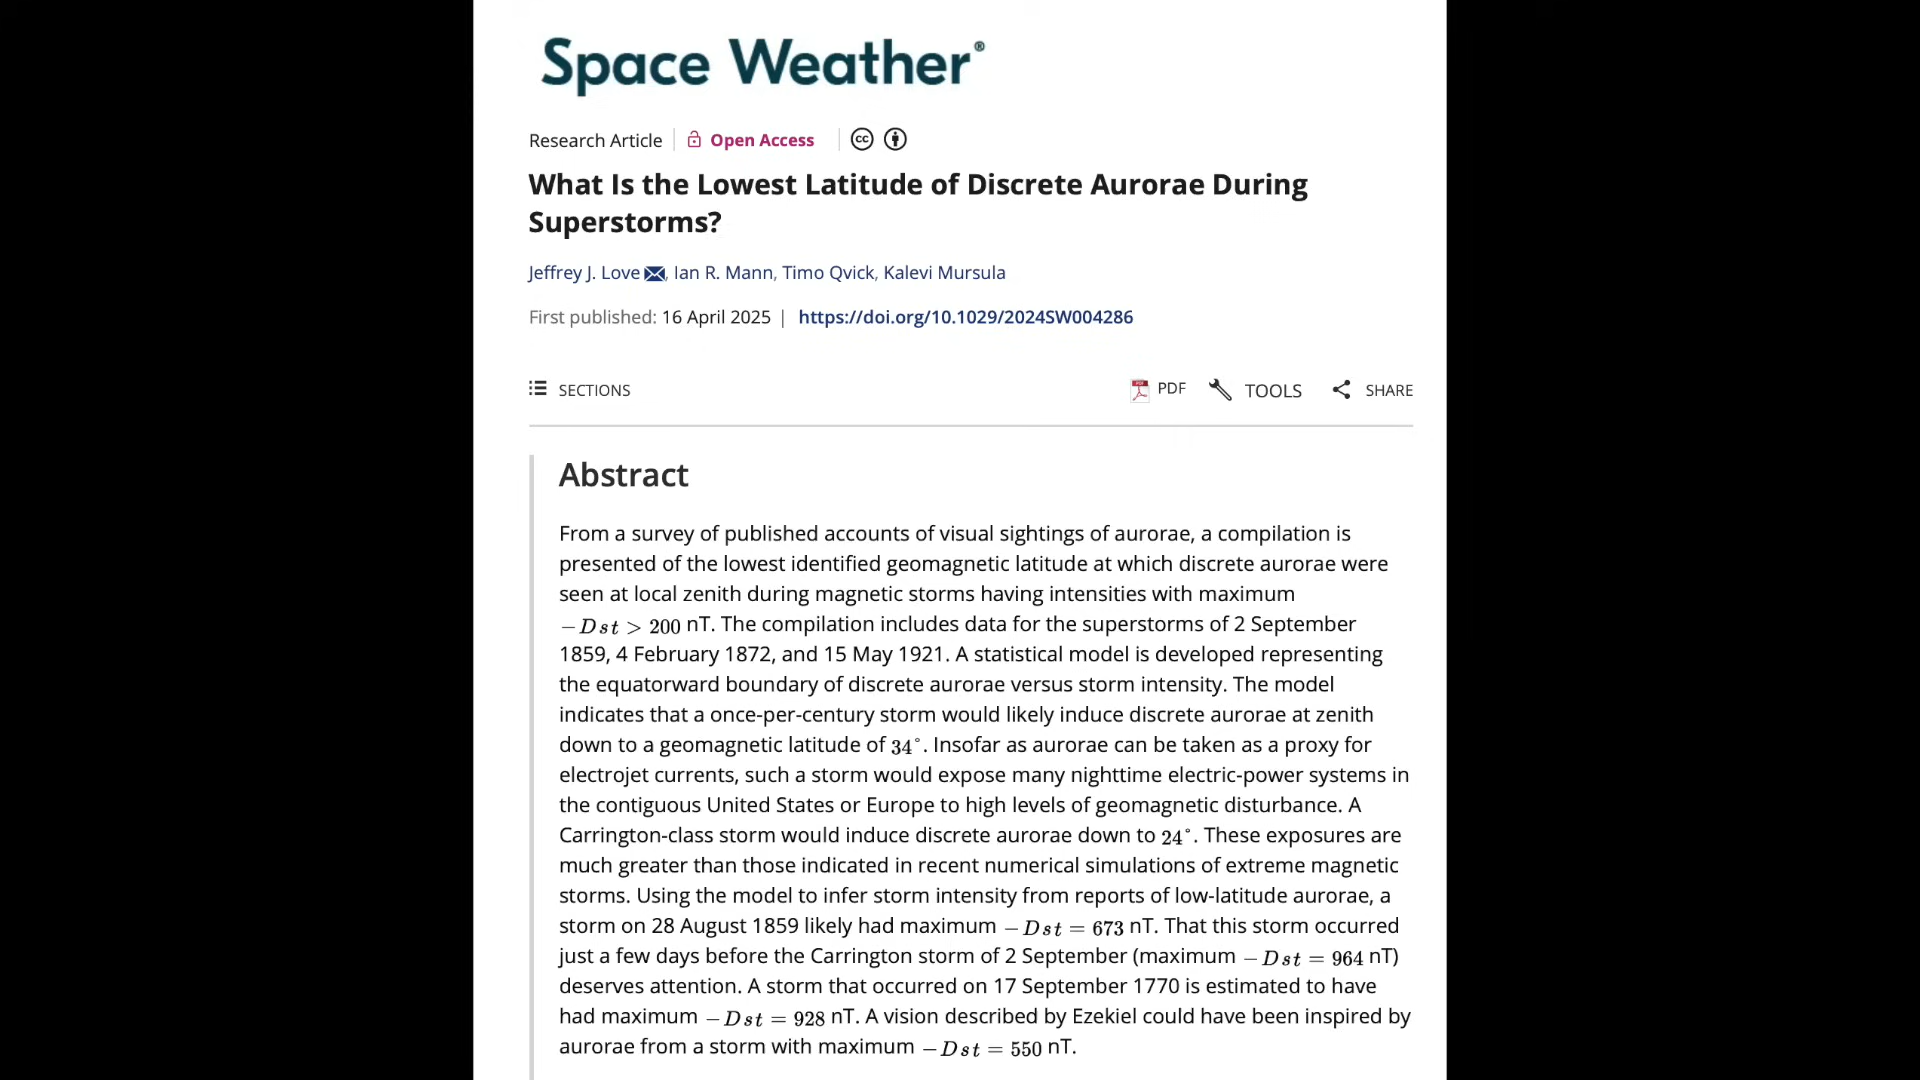 Space Weather®
Research Article | Open Access
What Is the Lowest Latitude of Discrete Aurorae During
Superstorms?
Jeffrey J. Love, Ian R. Mann, Timo Qvick, Kalevi Mursula
First published: 16 April 2025 | https://doi.org/10.1029/2024SW004286
SECTIONS PDF TOOLS SHARE
Abstract
From a survey of published accounts of visual sightings of aurorae, a compilation is
presented of the lowest identified geomagnetic latitude at which discrete aurorae were
seen at local zenith during magnetic storms having intensities with maximum
−Dst > 200 nT. The compilation includes data for the superstorms of 2 September
1859, 4 February 1872, and 15 May 1921. A statistical model is developed representing
the equatorward boundary of discrete aurorae versus storm intensity. The model
indicates that a once-per-century storm would likely induce discrete aurorae at zenith
down to a geomagnetic latitude of 34°. Insofar as aurorae can be taken as a proxy for
electrojet currents, such a storm would expose many nighttime electric-power systems in
the contiguous United States or Europe to high levels of geomagnetic disturbance. A
Carrington-class storm would induce discrete aurorae down to 24°. These exposures are
much greater than those indicated in recent numerical simulations of extreme magnetic
storms. Using the model to infer storm intensity from reports of low-latitude aurorae, a
storm on 28 August 1859 likely had maximum −Dst = 673 nT. That this storm occurred
just a few days before the Carrington storm of 2 September (maximum −Dst = 964 nT)
deserves attention. A storm that occurred on 17 September 1770 is estimated to have
had maximum −Dst = 928 nT. A vision described by Ezekiel could have been inspired by
aurorae from a storm with maximum −Dst = 550 nT.